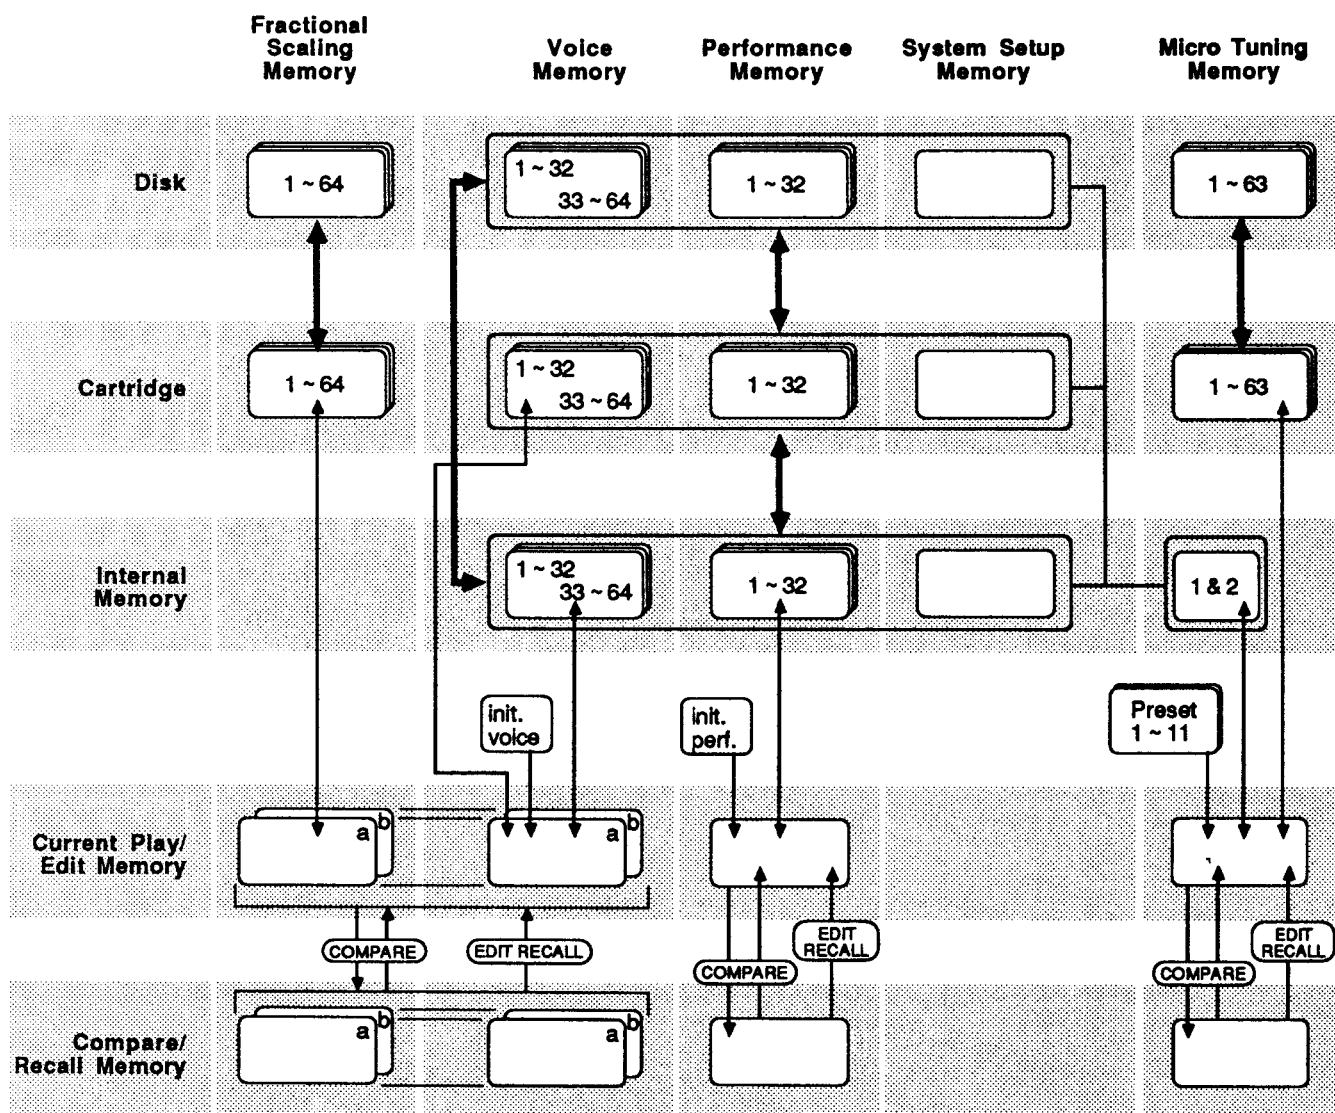 Fractional
Scaling
Memory
Voice
Memory
Performance
Memory
System Setup
Memory
Micro Tuning
Memory
Disk
1 ~ 64
1 ~ 32
33 ~ 64
1 ~ 32
1 ~ 63
Cartridge
1 ~ 64
1 ~ 32
33 ~ 64
1 ~ 32
1 ~ 63
Internal
Memory
1 ~ 32
33 ~ 64
1 ~ 32
1 & 2
init.
voice
init.
perf.
Preset
1 ~ 11
Current Play/
Edit Memory
a
b
a
b
COMPARE
EDIT RECALL
COMPARE
EDIT
RECALL
COMPARE
EDIT
RECALL
Compare/
Recall Memory
a
b
a
b